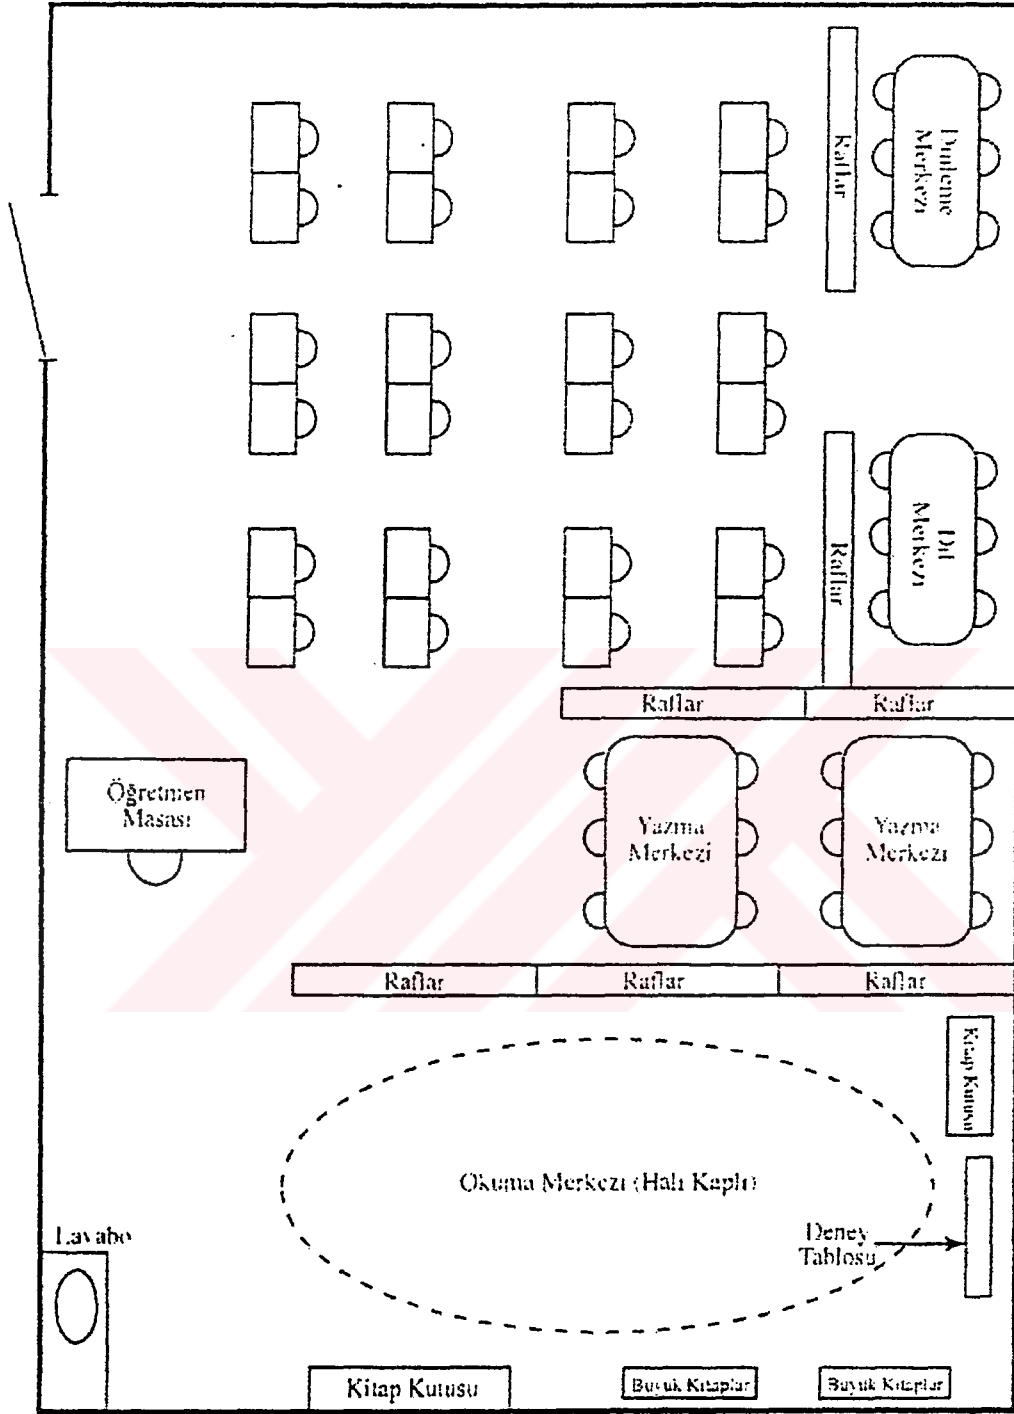 Raflar
Dinleme
Merkezi
Raflar
Dil
Merkezi
Raflar
Raflar
Öğretmen
Masası
Yazma
Merkezi
Yazma
Merkezi
Raflar
Raflar
Raflar
Kitap Kutusu
Okuma Merkezi (Halı Kaplı)
Deney
Tablosu
Lavabo
Kitap Kutusu
Büyük Kitaplar
Büyük Kitaplar